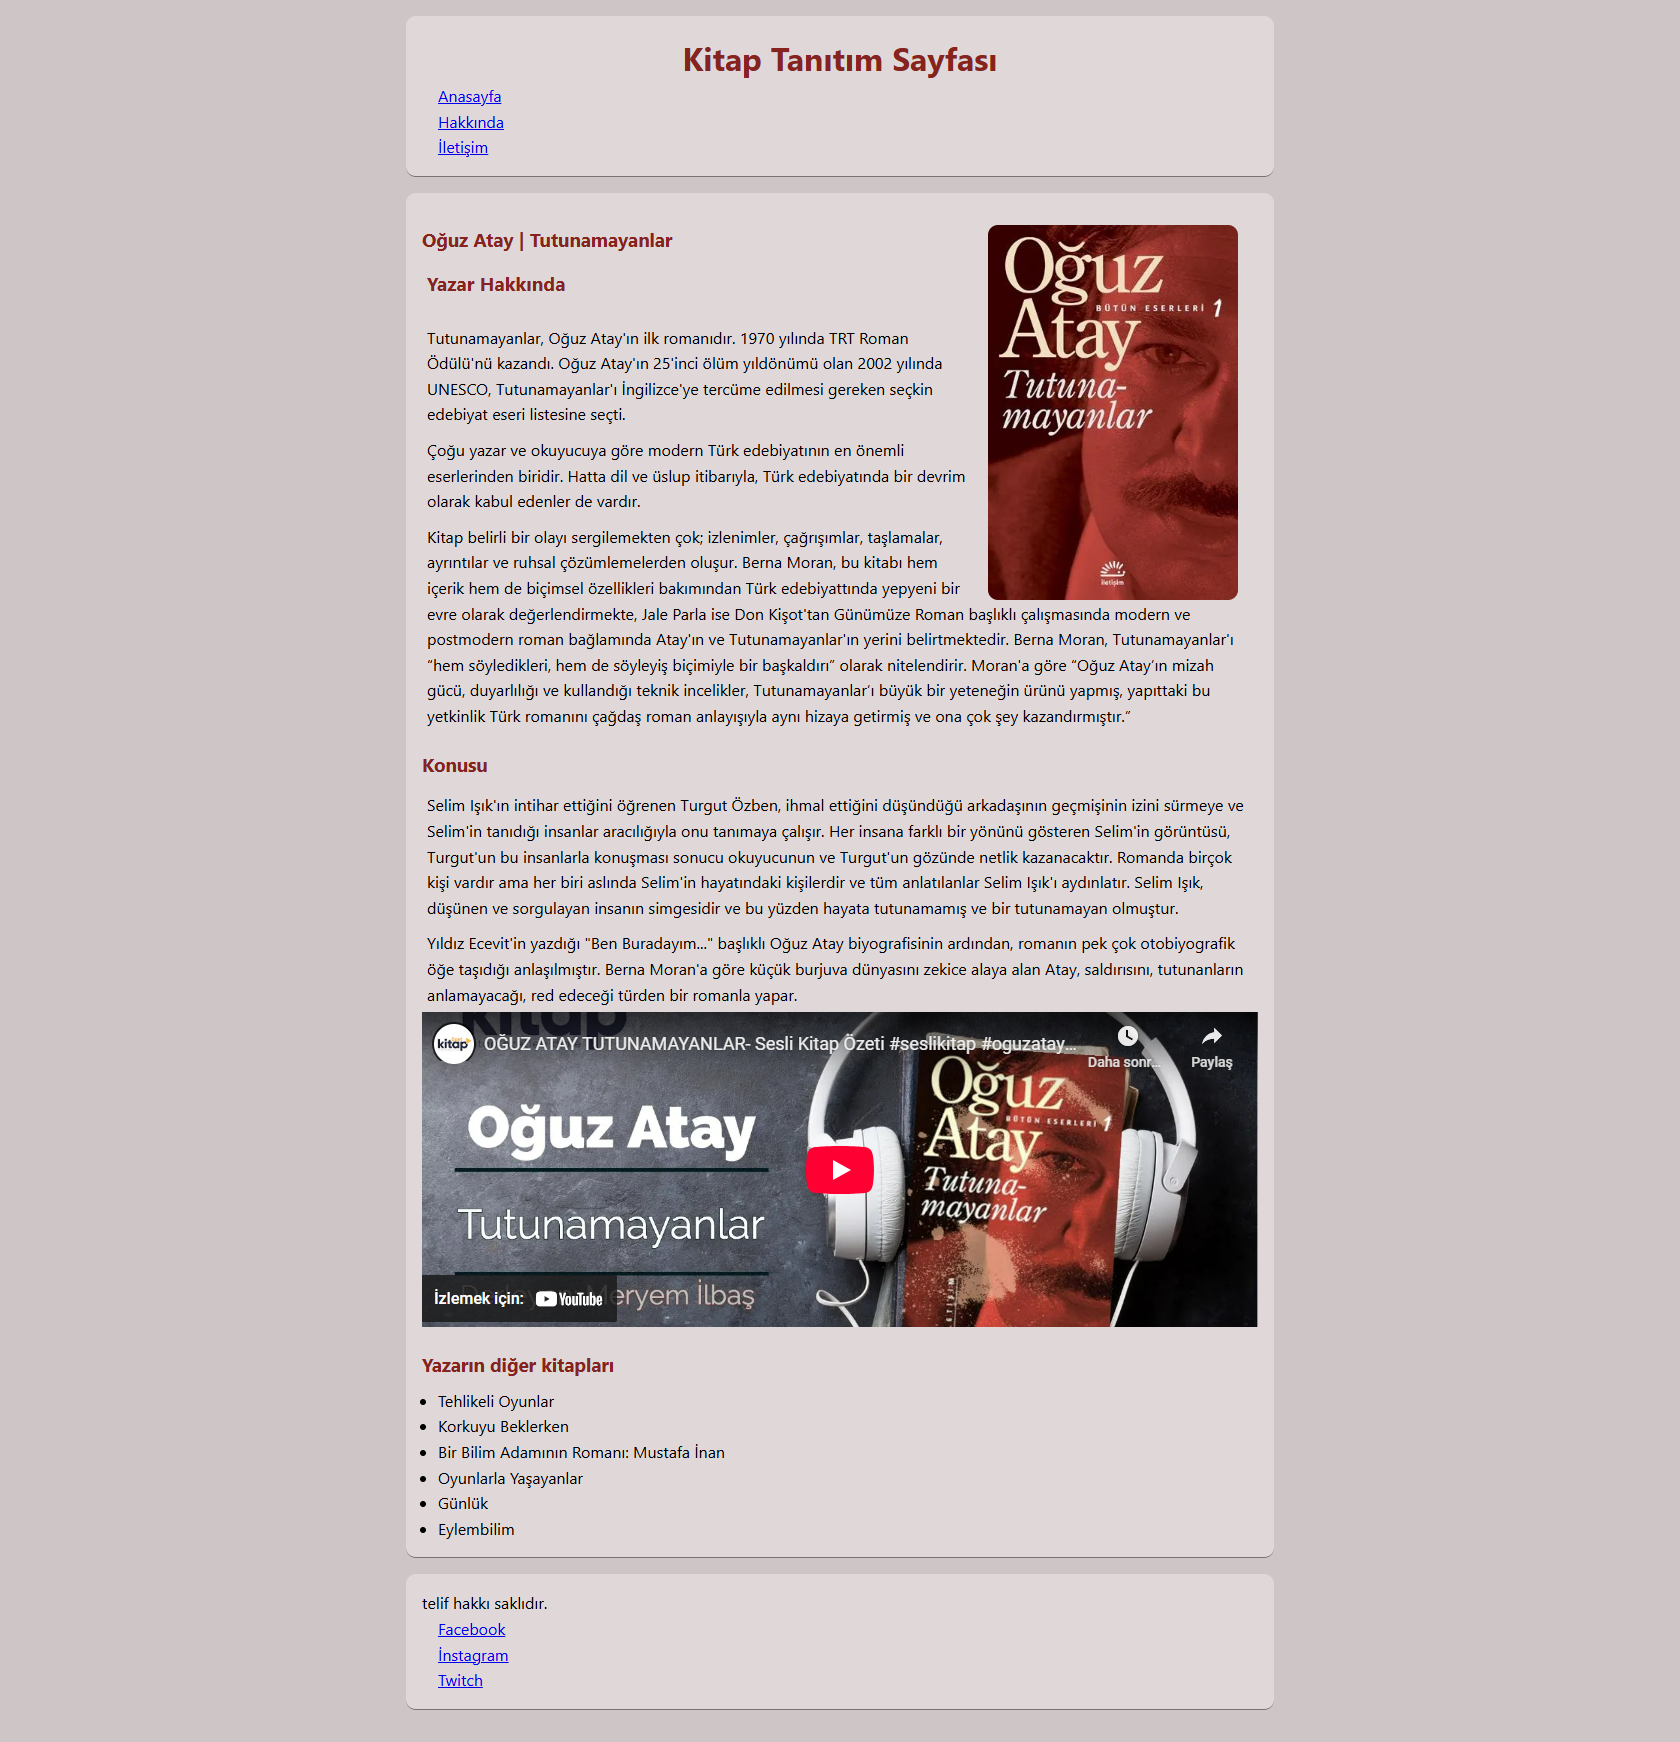 Kitap Tanıtım Sayfası
Anasayfa
Hakkında
İletişim
Oğuz Atay | Tutunamayanlar
Yazar Hakkında
Tutunamayanlar, Oğuz Atay'ın ilk romanıdır. 1970 yılında TRT Roman
Ödülü'nü kazandı. Oğuz Atay'ın 25'inci ölüm yıldönümü olan 2002 yılında
UNESCO, Tutunamayanlar'ı İngilizce'ye tercüme edilmesi gereken seçkin
edebiyat eseri listesine seçti.
Çoğu yazar ve okuyucuya göre modern Türk edebiyatının en önemli
eserlerinden biridir. Hatta dil ve üslup itibarıyla, Türk edebiyatında bir devrim
olarak kabul edenler de vardır.
Kitap belirli bir olayı sergilemekten çok; izlenimler, çağrışımlar, taşlamalar,
ayrıntılar ve ruhsal çözümlemelerden oluşur. Berna Moran, bu kitabı hem
içerik hem de biçimsel özellikleri bakımından Türk edebiyattında yepyeni bir
evre olarak değerlendirmekte, Jale Parla ise Don Kişot'tan Günümüze Roman başlıklı çalışmasında modern ve
postmodern roman bağlamında Atay'ın ve Tutunamayanlar'ın yerini belirtmektedir. Berna Moran, Tutunamayanlar'ı
“hem söyledikleri, hem de söyleyiş biçimiyle bir başkaldırı” olarak nitelendirir. Moran'a göre “Oğuz Atay’ın mizah
gücü, duyarlılığı ve kullandığı teknik incelikler, Tutunamayanlar’ı büyük bir yeteneğin ürünü yapmış, yapıttaki bu
yetkinlik Türk romanını çağdaş roman anlayışıyla aynı hizaya getirmiş ve ona çok şey kazandırmıştır.”
Oğuz
BÜTÜN ESERLERİ 1
Atay
Tutuna-
mayanlar
iletişim
Konusu
Selim Işık'ın intihar ettiğini öğrenen Turgut Özben, ihmal ettiğini düşündüğü arkadaşının geçmişinin izini sürmeye ve
Selim'in tanıdığı insanlar aracılığıyla onu tanımaya çalışır. Her insana farklı bir yönünü gösteren Selim'in görüntüsü,
Turgut'un bu insanlarla konuşması sonucu okuyucunun ve Turgut'un gözünde netlik kazanacaktır. Romanda birçok
kişi vardır ama her biri aslında Selim'in hayatındaki kişilerdir ve tüm anlatılanlar Selim Işık'ı aydınlatır. Selim Işık,
düşünen ve sorgulayan insanın simgesidir ve bu yüzden hayata tutunamamış ve bir tutunamayan olmuştur.
Yıldız Ecevit'in yazdığı "Ben Buradayım..." başlıklı Oğuz Atay biyografisinin ardından, romanın pek çok otobiyografik
öğe taşıdığı anlaşılmıştır. Berna Moran'a göre küçük burjuva dünyasını zekice alaya alan Atay, saldırısını, tutunanların
anlamayacağı, red edeceği türden bir romanla yapar.
kitap
kitap
OĞUZ ATAY TUTUNAMAYANLAR- Sesli Kitap Özeti #seslikitap #oguzatay...
Daha sonr...
Paylaş
Oğuz Atay
Tutunamayanlar
Meryem İlbaş
Oğuz
BÜTÜN ESERLERİ 1
Atay
Tutuna-
mayanlar
İzlemek için: YouTube
Yazarın diğer kitapları
Tehlikeli Oyunlar
Korkuyu Beklerken
Bir Bilim Adamının Romanı: Mustafa İnan
Oyunlarla Yaşayanlar
Günlük
Eylembilim
telif hakkı saklıdır.
Facebook
İnstagram
Twitch